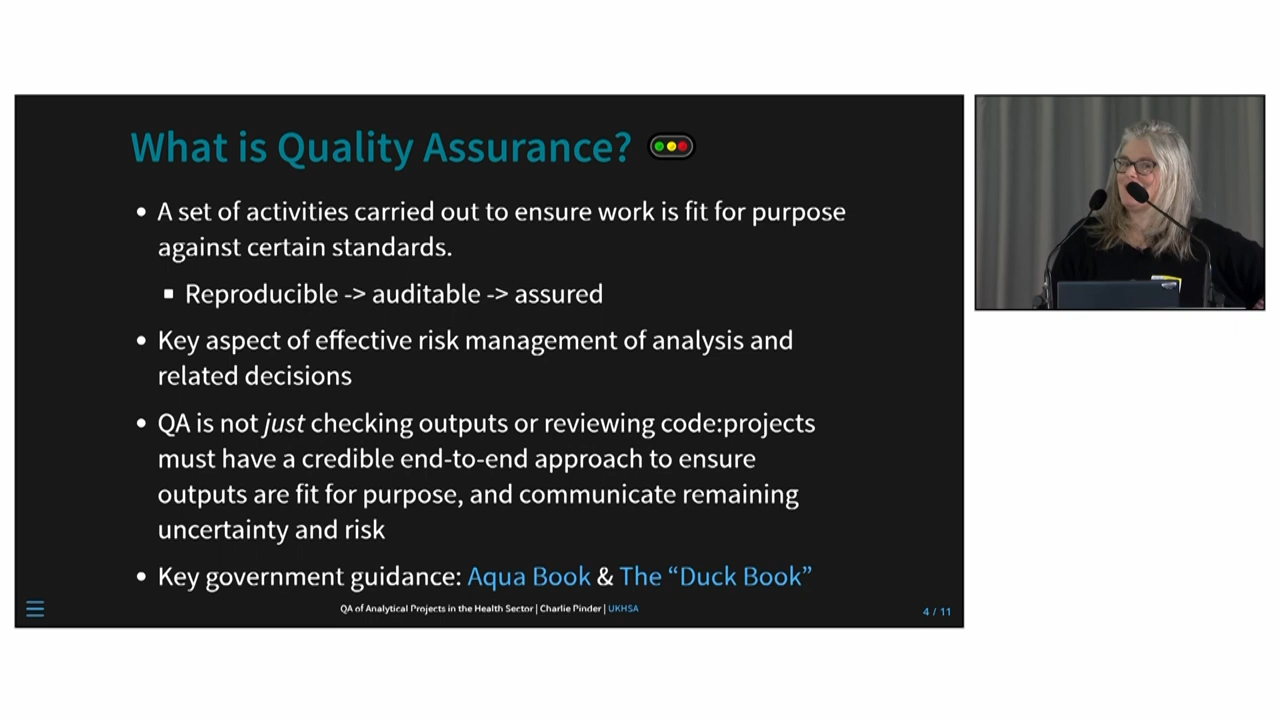 What is Quality Assurance?
• A set of activities carried out to ensure work is fit for purpose
against certain standards.
▪ Reproducible -> auditable -> assured
• Key aspect of effective risk management of analysis and
related decisions
• QA is not just checking outputs or reviewing code:projects
must have a credible end-to-end approach to ensure
outputs are fit for purpose, and communicate remaining
uncertainty and risk
• Key government guidance: Aqua Book & The “Duck Book”
QA of Analytical Projects in the Health Sector | Charlie Pinder | UKHSA
4 / 11